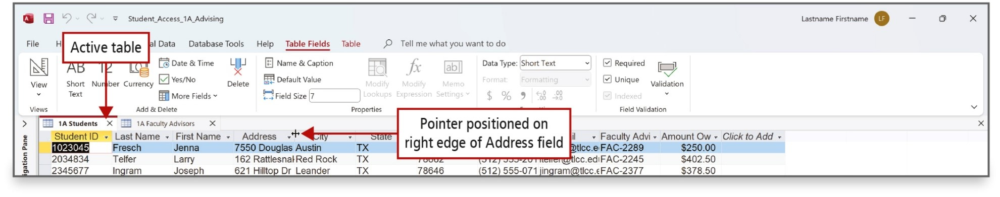 Student_Access_1A_Advising
Lastname Firstname LF
File H al Data Database Tools Help Table Fields Table Tell me what you want to do
Active table
View
Views
AB
Short Text
12
Number
Currency
Date & Time
Yes/No
More Fields
Delete
Add & Delete
Name & Caption
Default Value
Field Size 7
Modify Lookups
fx
Modify Expression
ab
Memo Settings
Properties
Data Type: Short Text
Format: Formatting
$ % , .00 .00
Required
Unique
Indexed
Validation
Field Validation
1A Students 1A Faculty Advisors
Pointer positioned on
right edge of Address field
igation Pane
Student ID Last Name First Name Address City State il Faculty Advi Amount Ow Click to Add
1023045 Fresch Jenna 7550 Douglas Austin TX @tlcc.e FAC-2289 $250.00
2034834 Telfer Larry 162 Rattlesnal Red Rock TX 78662 (512) 555-201 ltelfer@tlcc.edu FAC-2245 $402.50
2345677 Ingram Joseph 621 Hilltop Dr Leander TX 78646 (512) 555-071 jingram@tlcc.e FAC-2377 $378.50